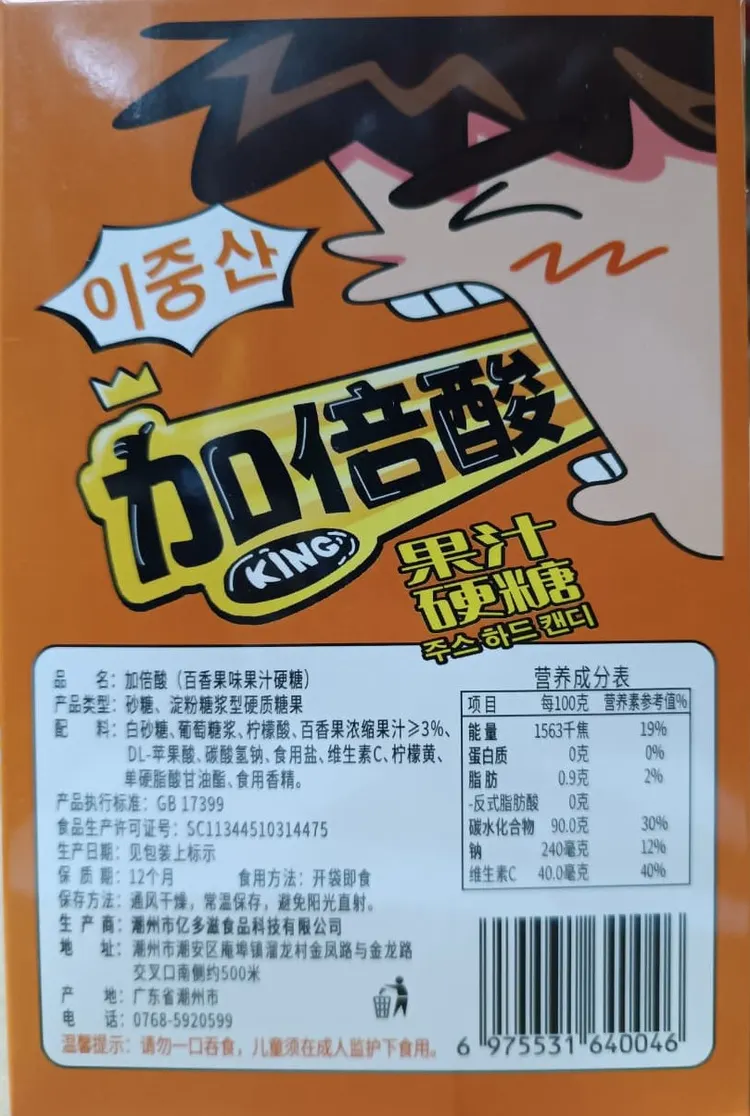 이중산
加倍酸
KING
果汁
硬糖
주스 하드 캔디
品 名：加倍酸（百香果味果汁硬糖）
产品类型：砂糖、淀粉糖浆型硬质糖果
配 料：白砂糖、葡萄糖浆、柠檬酸、百香果浓缩果汁≥3%、
DL-苹果酸、碳酸氢钠、食用盐、维生素C、柠檬黄、
单硬脂酸甘油酯、食用香精。
产品执行标准：GB 17399
食品生产许可证号：SC11344510314475
生产日期：见包装上标示
保 质 期：12个月 食用方法：开袋即食
保存方法：通风干燥，常温保存，避免阳光直射。
生 产 商：潮州市亿多滋食品科技有限公司
地 址：潮州市潮安区庵埠镇溜龙村金凤路与金龙路
交叉口南侧约500米
产 地：广东省潮州市
电 话：0768-5920599
温馨提示：请勿一口吞食，儿童须在成人监护下食用。
营养成分表
项目 每100克 营养素参考值%
能量 1563千焦 19%
蛋白质 0克 0%
脂肪 0.9克 2%
-反式脂肪酸 0克
碳水化合物 90.0克 30%
钠 240毫克 12%
维生素C 40.0毫克 40%
6 975531 640046